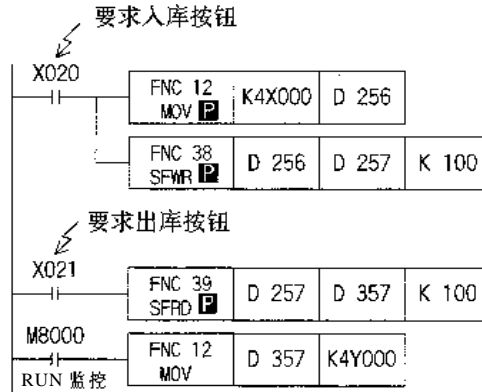 要求入库按钮
X020
FNC 12
MOV P K4X000 D 256
FNC 38
SFWR P D 256 D 257 K 100
要求出库按钮
X021
FNC 39
SFRD P D 257 D 357 K 100
M8000
RUN 监控
FNC 12
MOV D 357 K4Y000